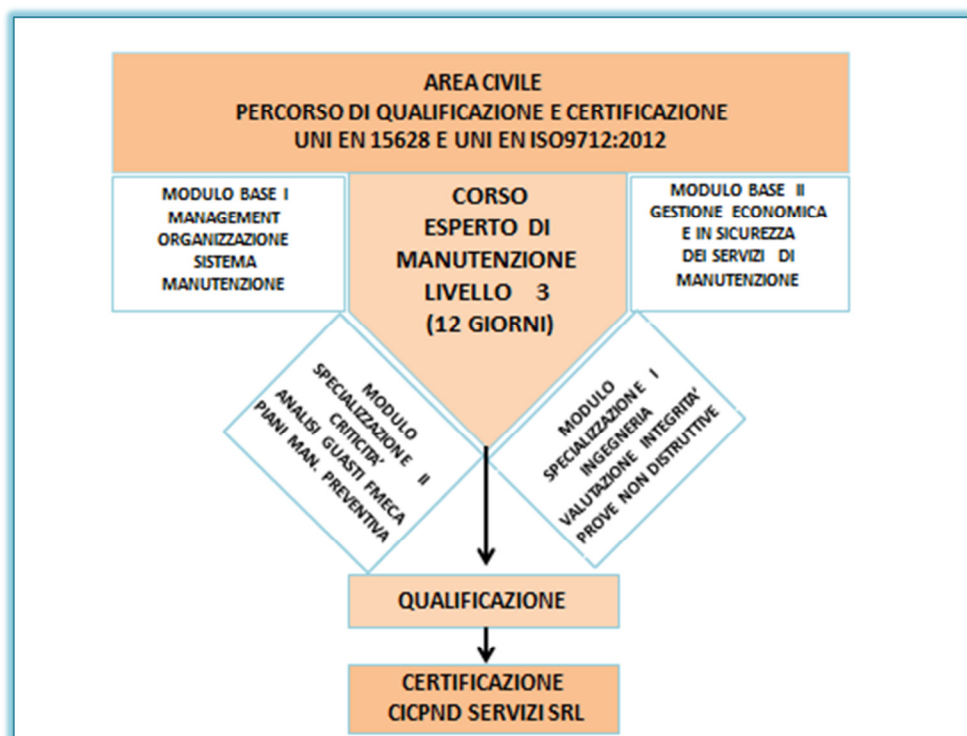 AREA CIVILE
PERCORSO DI QUALIFICAZIONE E CERTIFICAZIONE
UNI EN 15628 E UNI EN ISO9712:2012
MODULO BASE I
MANAGEMENT
ORGANIZZAZIONE
SISTEMA
MANUTENZIONE
CORSO
ESPERTO DI
MANUTENZIONE
LIVELLO 3
(12 GIORNI)
MODULO BASE II
GESTIONE ECONOMICA
E IN SICUREZZA
DEI SERVIZI DI
MANUTENZIONE
MODULO
SPECIALIZZAZIONE II
CRITICITA'
ANALISI GUASTI FMECA
PIANI MAN. PREVENTIVA
MODULO
SPECIALIZZAZIONE I
INGEGNERIA
VALUTAZIONE INTEGRITA'
PROVE NON DISTRUTTIVE
QUALIFICAZIONE
CERTIFICAZIONE
CICPND SERVIZI SRL